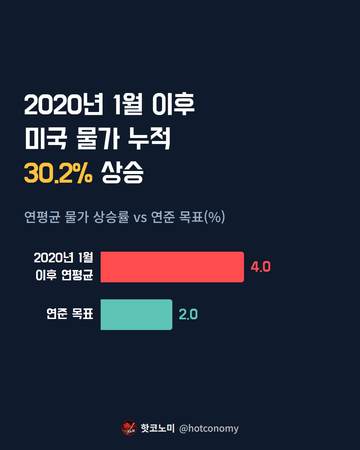 2020년 1월 이후
미국 물가 누적
30.2% 상승
연평균 물가 상승률 vs 연준 목표(%)
2020년 1월
이후 연평균
4.0
연준 목표
2.0
핫코노미 @hotconomy